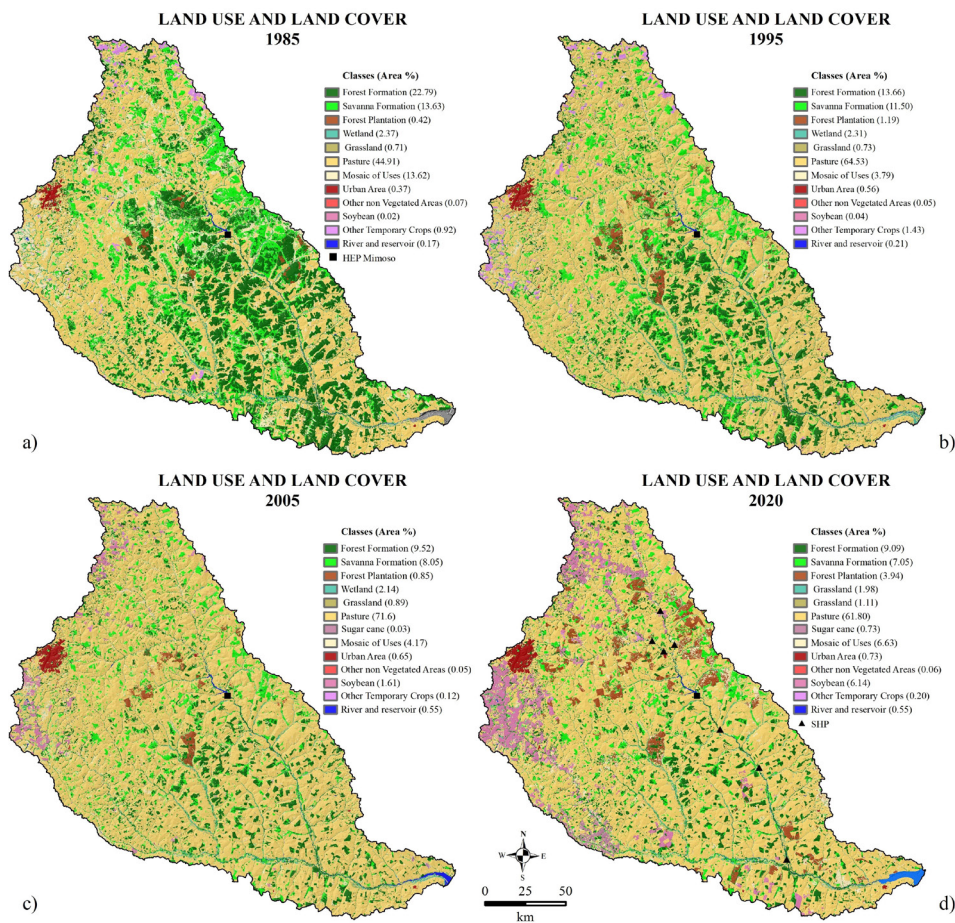 LAND USE AND LAND COVER
1985
Classes (Area %)
Forest Formation (22.79)
Savanna Formation (13.63)
Forest Plantation (0.42)
Wetland (2.37)
Grassland (0.71)
Pasture (44.91)
Mosaic of Uses (13.62)
Urban Area (0.37)
Other non Vegetated Areas (0.07)
Soybean (0.02)
Other Temporary Crops (0.92)
River and reservoir (0.17)
HEP Mimoso
a)
LAND USE AND LAND COVER
1995
Classes (Area %)
Forest Formation (13.66)
Savanna Formation (11.50)
Forest Plantation (1.19)
Wetland (2.31)
Grassland (0.73)
Pasture (64.53)
Mosaic of Uses (3.79)
Urban Area (0.56)
Other non Vegetated Areas (0.05)
Soybean (0.04)
Other Temporary Crops (1.43)
River and reservoir (0.21)
b)
LAND USE AND LAND COVER
2005
Classes (Area %)
Forest Formation (9.52)
Savanna Formation (8.05)
Forest Plantation (0.85)
Wetland (2.14)
Grassland (0.89)
Pasture (71.6)
Sugar cane (0.03)
Mosaic of Uses (4.17)
Urban Area (0.65)
Other non Vegetated Areas (0.05)
Soybean (1.61)
Other Temporary Crops (0.12)
River and reservoir (0.55)
c)
LAND USE AND LAND COVER
2020
Classes (Area %)
Forest Formation (9.09)
Savanna Formation (7.05)
Forest Plantation (3.94)
Grassland (1.98)
Grassland (1.11)
Pasture (61.80)
Sugar cane (0.73)
Mosaic of Uses (6.63)
Urban Area (0.73)
Other non Vegetated Areas (0.06)
Soybean (6.14)
Other Temporary Crops (0.20)
River and reservoir (0.55)
SHP
N
W E
S
0 25 50
km
d)